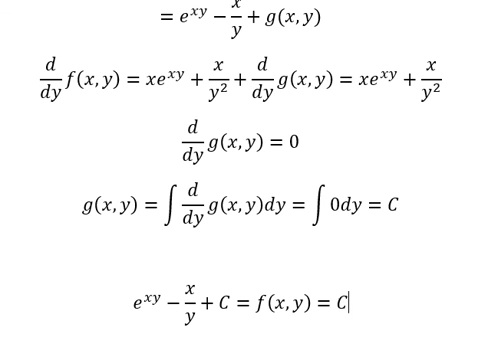 = e^{xy} − x/y + g(x, y)
d/dy f(x, y) = xe^{xy} + x/y² + d/dy g(x, y) = xe^{xy} + x/y²
d/dy g(x, y) = 0
g(x, y) = ∫ d/dy g(x, y)dy = ∫ 0dy = C
e^{xy} − x/y + C = f(x, y) = C